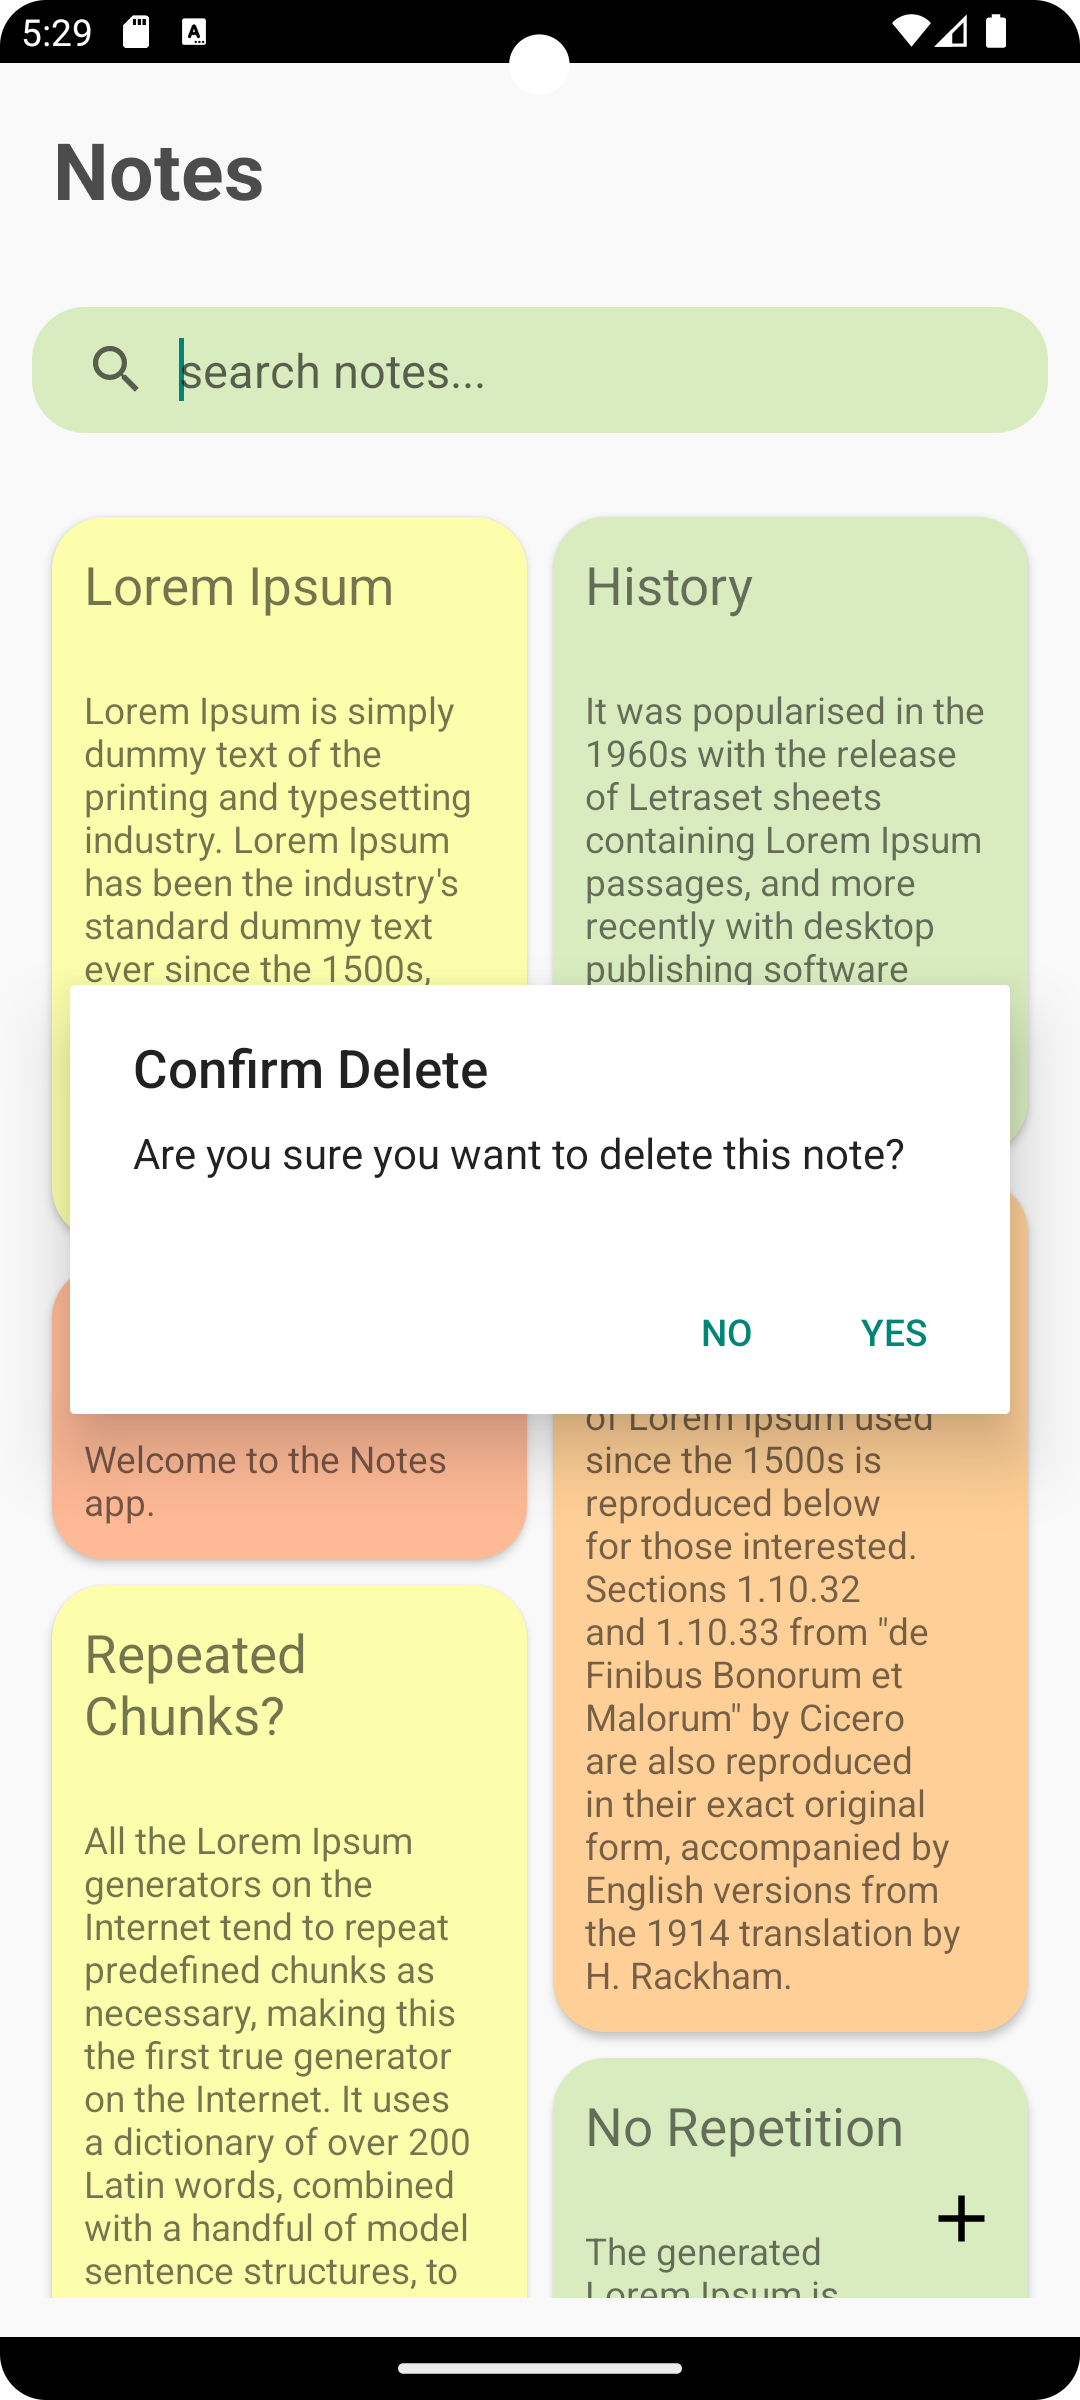 5:29
Notes
search notes...
Lorem Ipsum
Lorem Ipsum is simply
dummy text of the
printing and typesetting
industry. Lorem Ipsum
has been the industry's
standard dummy text
ever since the 1500s,
History
It was popularised in the
1960s with the release
of Letraset sheets
containing Lorem Ipsum
passages, and more
recently with desktop
publishing software
Confirm Delete
Are you sure you want to delete this note?
NO
YES
Welcome to the Notes
app.
of Lorem Ipsum used
since the 1500s is
reproduced below
for those interested.
Sections 1.10.32
and 1.10.33 from "de
Finibus Bonorum et
Malorum" by Cicero
are also reproduced
in their exact original
form, accompanied by
English versions from
the 1914 translation by
H. Rackham.
Repeated
Chunks?
All the Lorem Ipsum
generators on the
Internet tend to repeat
predefined chunks as
necessary, making this
the first true generator
on the Internet. It uses
a dictionary of over 200
Latin words, combined
with a handful of model
sentence structures, to
No Repetition
The generated
Lorem Ipsum is